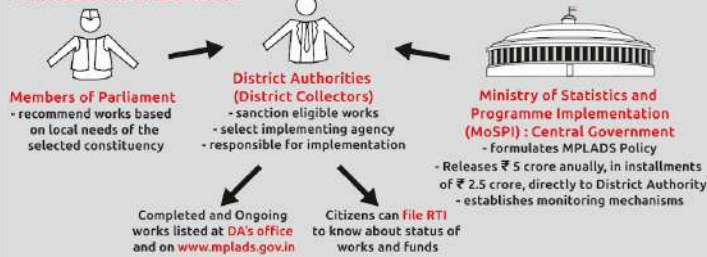 Members of Parliament
- recommend works based
on local needs of the
selected constituency
District Authorities
(District Collectors)
- sanction eligible works
- select implementing agency
- responsible for implementation
Ministry of Statistics and
Programme Implementation
(MoSPI) : Central Government
- formulates MPLADS Policy
- Releases ₹ 5 crore anually, in installments
of ₹ 2.5 crore, directly to District Authority
- establishes monitoring mechanisms
Completed and Ongoing
works listed at DA's office
and on www.mplads.gov.in
Citizens can file RTI
to know about status of
works and funds